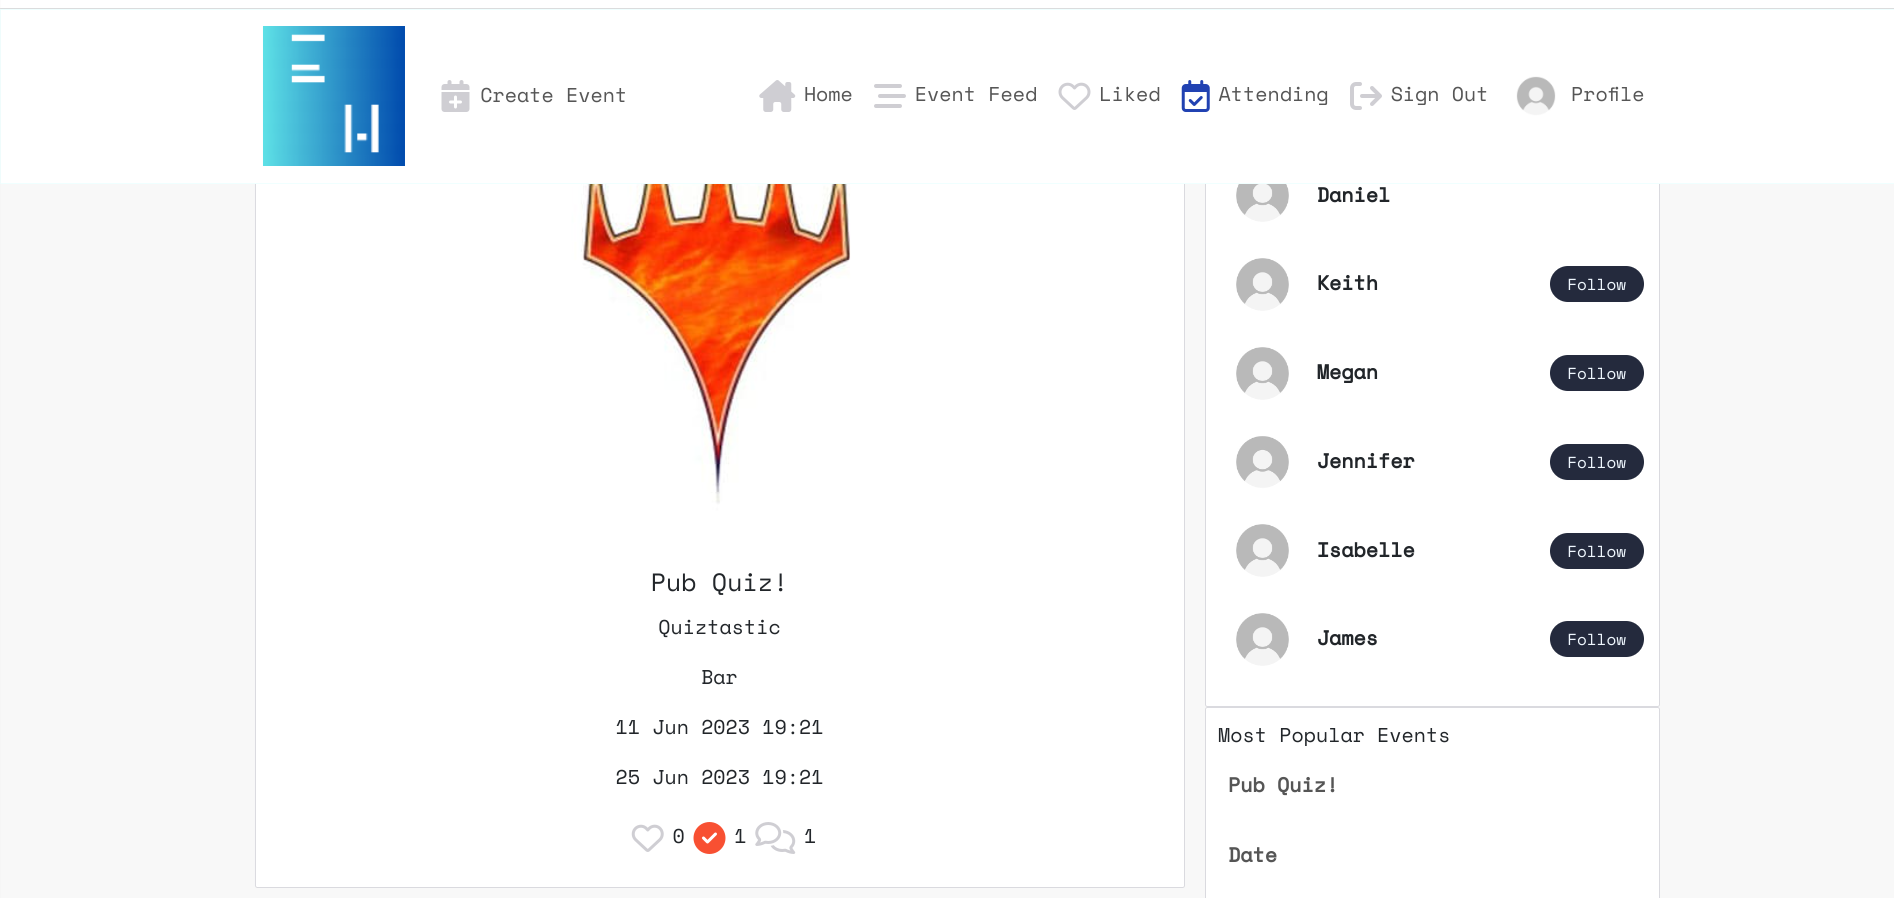 Create Event
Home
Event Feed
Liked
Attending
Sign Out
Profile
Pub Quiz!
Quiztastic
Bar
11 Jun 2023 19:21
25 Jun 2023 19:21
0 1 1
Daniel
Keith Follow
Megan Follow
Jennifer Follow
Isabelle Follow
James Follow
Most Popular Events
Pub Quiz!
Date